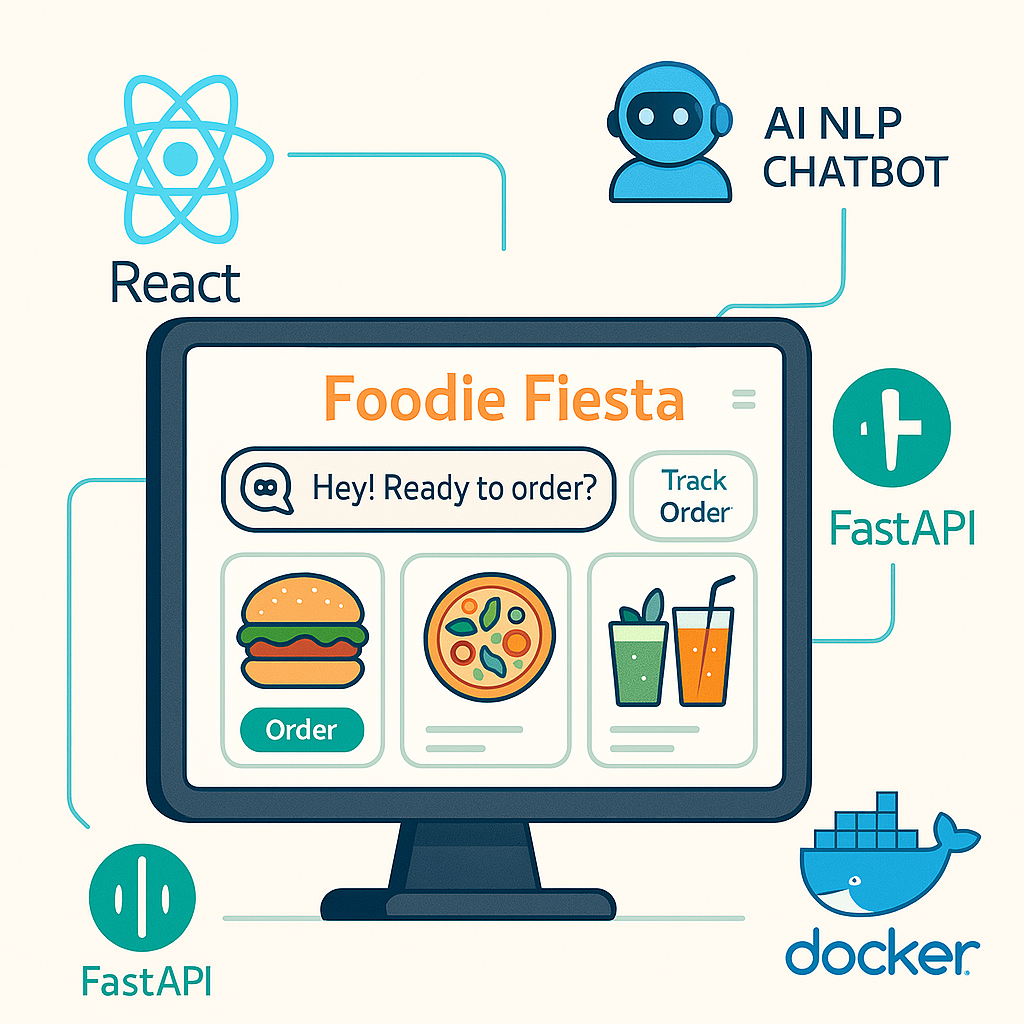 React
AI NLP
CHATBOT
Foodie Fiesta
Hey! Ready to order?
Track
Order
Order
FastAPI
FastAPI
docker